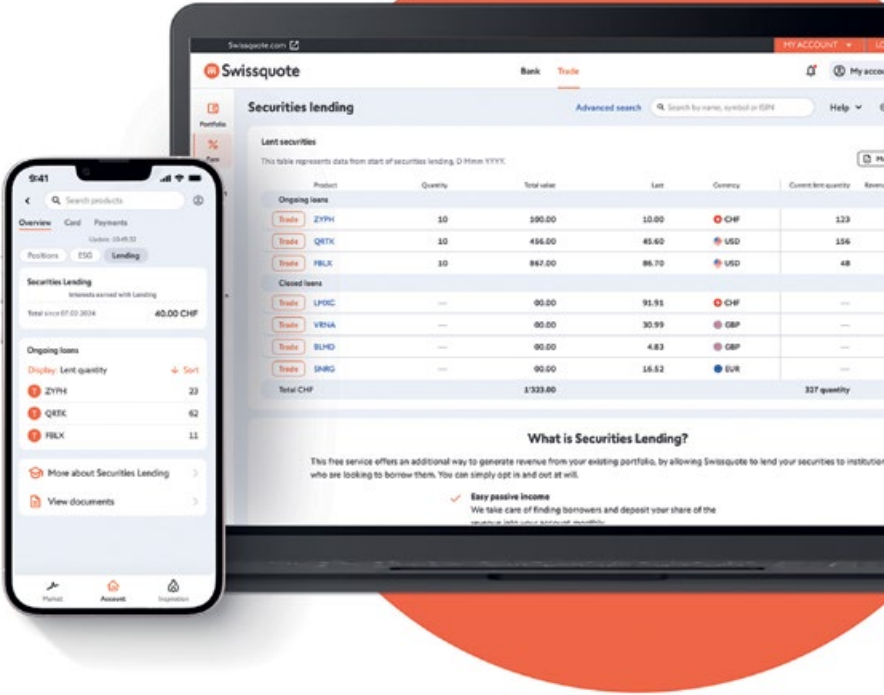 Swissquote.com
MY ACCOUNT
Swissquote
Bank Trade
Portfolio
Securities lending
Advanced search
Search by name, symbol or ISIN
Help
Lent securities
This table represents data from start of securities lending, D Mmm YYYY.
Product Quantity Total value Last Currency Current lent quantity
Ongoing loans
Trade ZYPH 10 100.00 10.00 CHF 123
Trade QRTK 10 456.00 45.60 USD 156
Trade FBLX 10 867.00 86.70 USD 48
Closed loans
Trade LMXC --- 00.00 91.91 CHF ---
Trade VRNA --- 00.00 30.99 GBP ---
Trade BLMD --- 00.00 4.83 GBP ---
Trade SNRG --- 00.00 16.52 EUR ---
Total CHF 1'323.00 327 quantity
What is Securities Lending?
This free service offers an additional way to generate revenue from your existing portfolio, by allowing Swissquote to lend your securities to institution
who are looking to borrow them. You can simply opt in and out at will.
Easy passive income
We take care of finding borrowers and deposit your share of the
revenue into your account monthly.
9:41
Search products
Overview Card Payments
Positions ESG Lending
Securities Lending
Interests earned with Lending
Total since 07.02.2024 40.00 CHF
Ongoing loans
Display: Lent quantity Sort
T ZYPH 23
T QRTK 62
T FBLX 11
More about Securities Lending
View documents
Market Account Inspiration